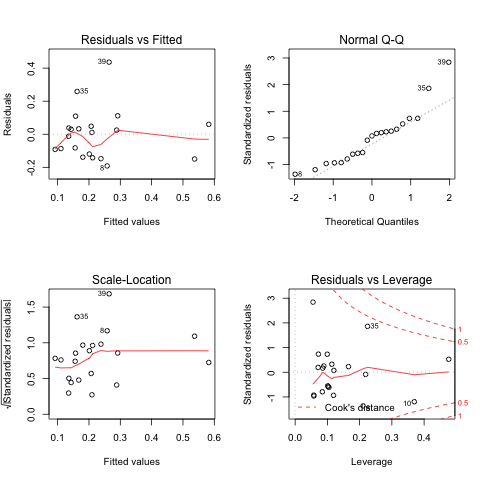 Residuals vs Fitted
Residuals
-0.2 0.0 0.2 0.4
39
35
8
0.1 0.2 0.3 0.4 0.5 0.6
Fitted values
Normal Q-Q
Standardized residuals
-1 0 1 2 3
39
35
8
-2 -1 0 1 2
Theoretical Quantiles
Scale-Location
√|Standardized residuals|
0.0 0.5 1.0 1.5
39
35
8
0.1 0.2 0.3 0.4 0.5 0.6
Fitted values
Residuals vs Leverage
Standardized residuals
-1 0 1 2 3
35
10
Cook's distance
1
0.5
0.5
1
0.0 0.1 0.2 0.3 0.4
Leverage